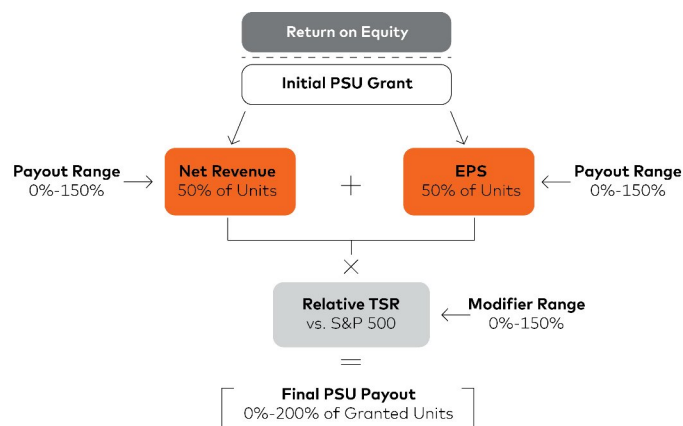 Return on Equity
Initial PSU Grant
Payout Range
0%-150%
Net Revenue
50% of Units
+
EPS
50% of Units
Payout Range
0%-150%
×
Relative TSR
vs. S&P 500
Modifier Range
0%-150%
=
Final PSU Payout
0%-200% of Granted Units